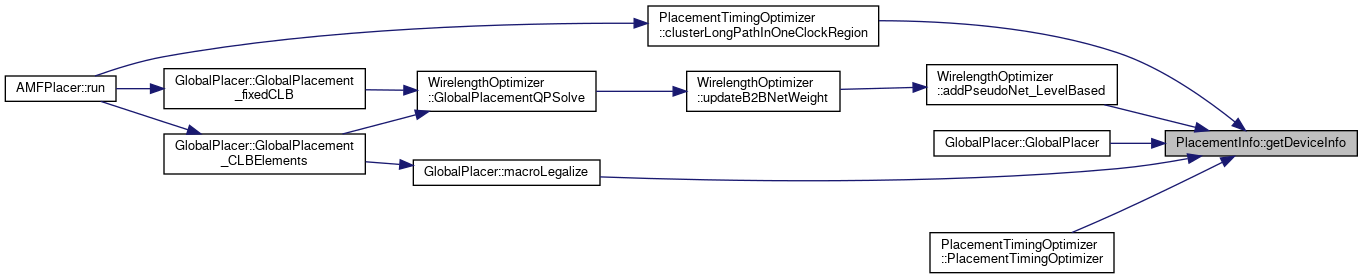 PlacementTimingOptimizer
::clusterLongPathInOneClockRegion
AMFPlacer::run
GlobalPlacer::GlobalPlacement
_fixedCLB
WirelengthOptimizer
::GlobalPlacementQPSolve
WirelengthOptimizer
::updateB2BNetWeight
WirelengthOptimizer
::addPseudoNet_LevelBased
GlobalPlacer::GlobalPlacement
_CLBElements
GlobalPlacer::GlobalPlacer
PlacementInfo::getDeviceInfo
GlobalPlacer::macroLegalize
PlacementTimingOptimizer
::PlacementTimingOptimizer